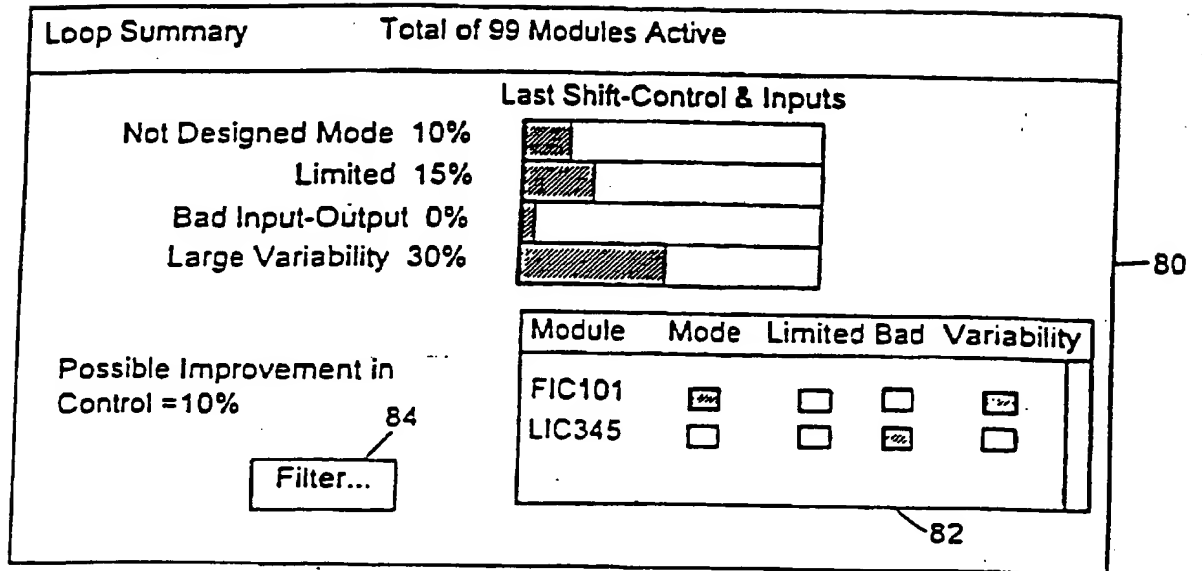 Loop Summary Total of 99 Modules Active
Last Shift-Control & Inputs
Not Designed Mode 10%
Limited 15%
Bad Input-Output 0%
Large Variability 30%
80
Module Mode Limited Bad Variability
FIC101
LIC345
Possible Improvement in
Control =10%
84
Filter...
82